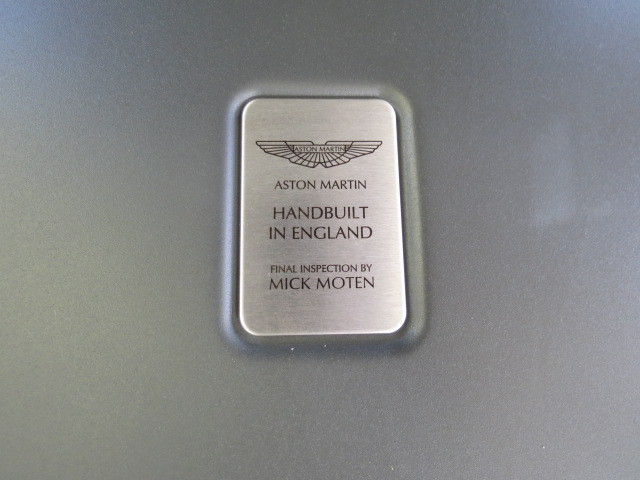 ASTON MARTIN
ASTON MARTIN
HANDBUILT
IN ENGLAND
FINAL INSPECTION BY
MICK MOTEN